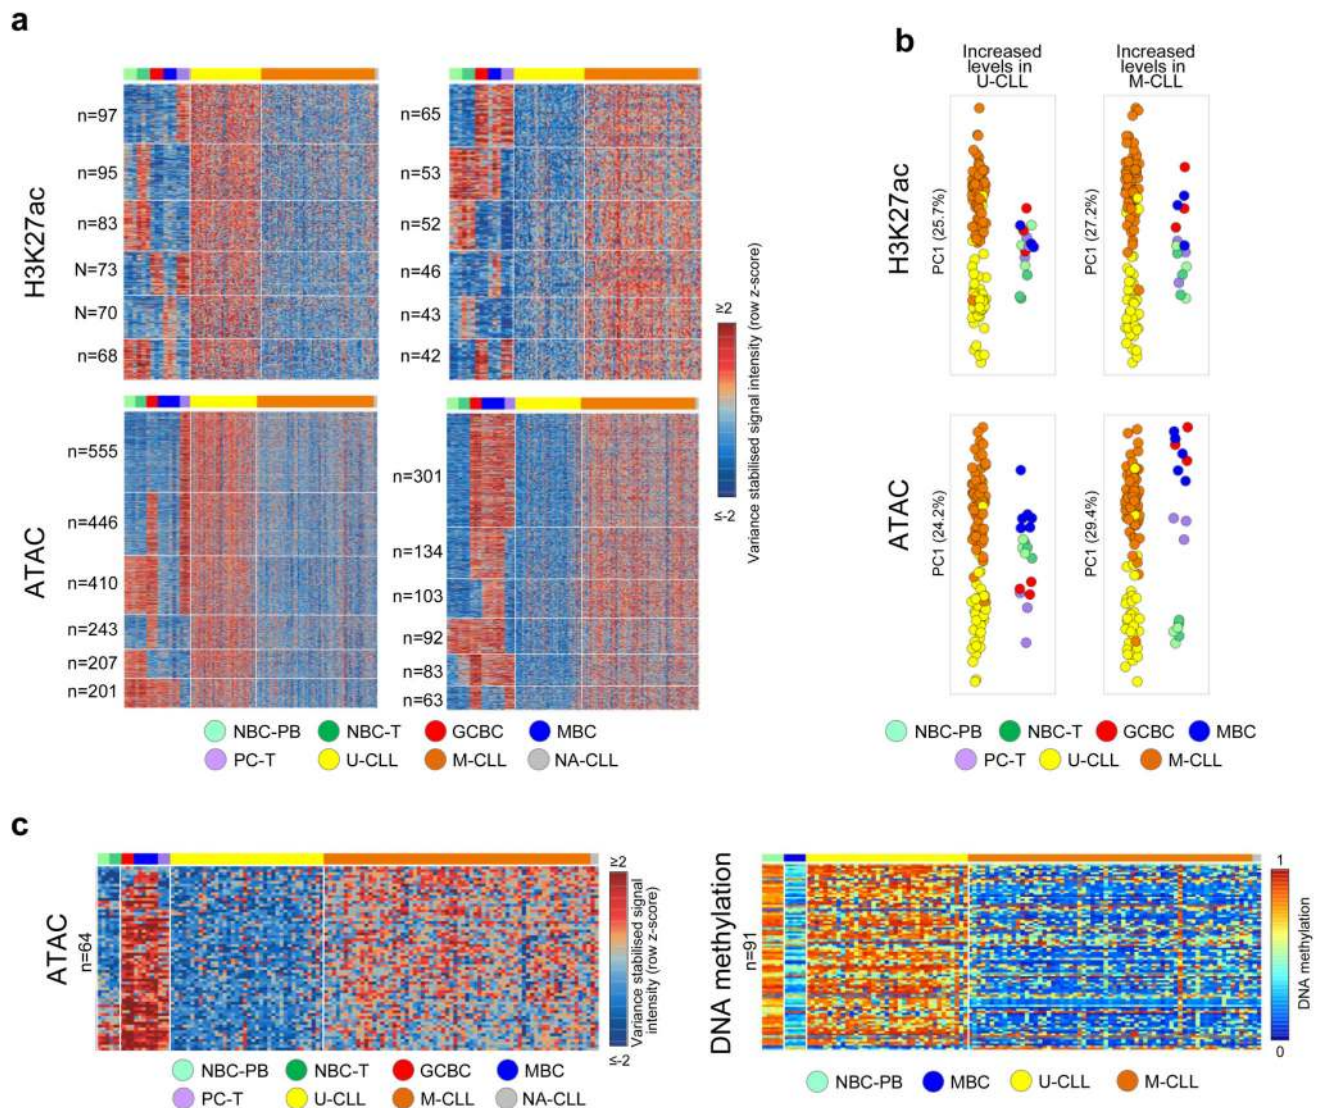 a
H3K27ac
n=97
n=95
n=83
N=73
N=70
n=68
n=65
n=53
n=52
n=46
n=43
n=42
ATAC
n=555
n=446
n=410
n=243
n=207
n=201
n=301
n=134
n=103
n=92
n=83
n=63
≥2
≤-2
Variance stabilised signal intensity (row z-score)
NBC-PB NBC-T GCBC MBC
PC-T U-CLL M-CLL NA-CLL
b
Increased
levels in
U-CLL
Increased
levels in
M-CLL
H3K27ac
PC1 (25.7%)
PC1 (27.2%)
ATAC
PC1 (24.2%)
PC1 (29.4%)
NBC-PB NBC-T GCBC MBC
PC-T U-CLL M-CLL
c
ATAC
n=64
≥2
≤-2
Variance stabilised signal
intensity (row z-score)
NBC-PB NBC-T GCBC MBC
PC-T U-CLL M-CLL NA-CLL
DNA methylation
n=91
1
0
DNA methylation
NBC-PB MBC U-CLL M-CLL